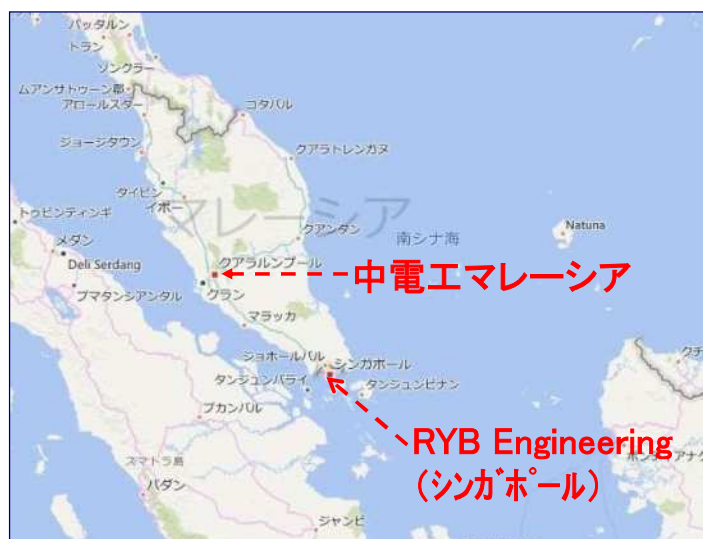 パッタルン
トラン
ソンクラー
ムアンサトゥーン郡
アロールスター
コタバル
ジョージタウン
クアラトレンガヌ
タイピン
イポー
マレーシア
トゥビンティンギ
クアンタン
南シナ海
Natuna
メダン
Deli Serdang
クアラルンプール
中電工マレーシア
プマタンシアンタル
クラン
マラッカ
ジョホールバル
シンガポール
タンジュンバライ
タンジュンピナン
クチ
プカンバル
RYB Engineering
(シンガポール)
スマトラ島
パダン
ジャンビ